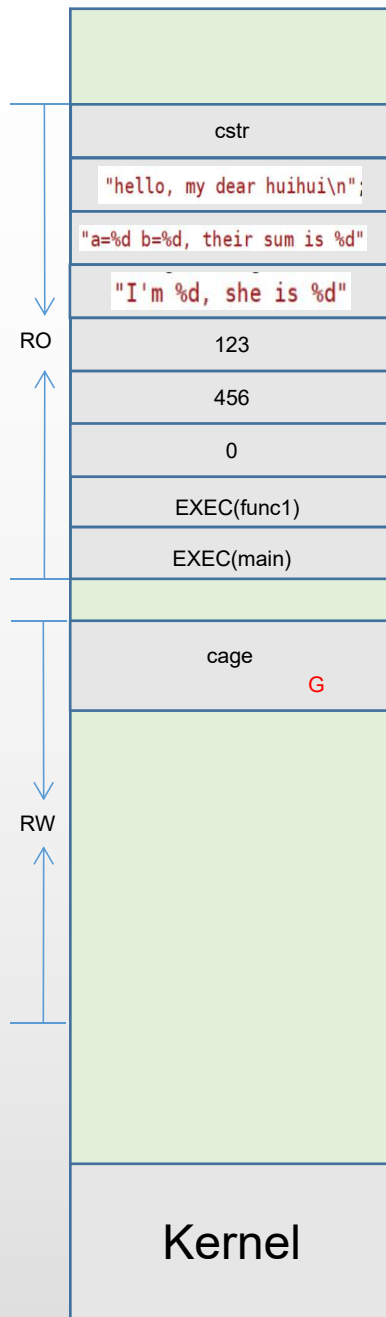 cstr
"hello, my dear huihui\n";
"a=%d b=%d, their sum is %d"
"I'm %d, she is %d"
RO
123
456
0
EXEC(func1)
EXEC(main)
cage
G
RW
Kernel